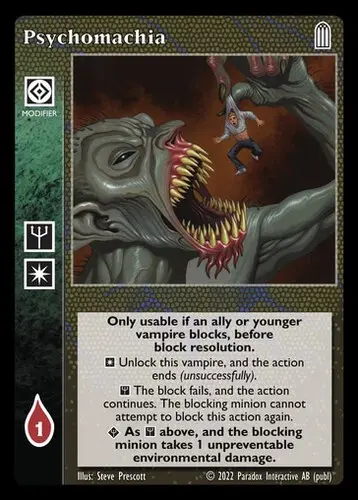 Psychomachia
MODIFIER
Only usable if an ally or younger
vampire blocks, before
block resolution.
Unlock this vampire, and the action
ends (unsuccessfully).
The block fails, and the action
continues. The blocking minion cannot
attempt to block this action again.
As above, and the blocking
minion takes 1 unpreventable
environmental damage.
1
Illus: Steve Prescott © 2022 Paradox Interactive AB (publ)